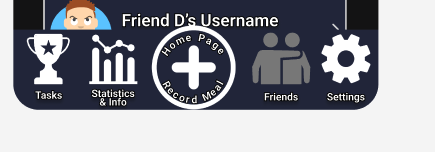 Friend D's Username
Home Page
Record Meal
Tasks
Statistics
& Info
Friends
Settings